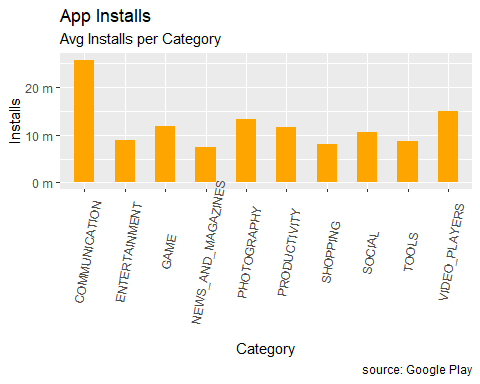 App Installs
Avg Installs per Category
Installs
20 m
10 m
0 m
COMMUNICATION
ENTERTAINMENT
GAME
NEWS_AND_MAGAZINES
PHOTOGRAPHY
PRODUCTIVITY
SHOPPING
SOCIAL
TOOLS
VIDEO_PLAYERS
Category
source: Google Play